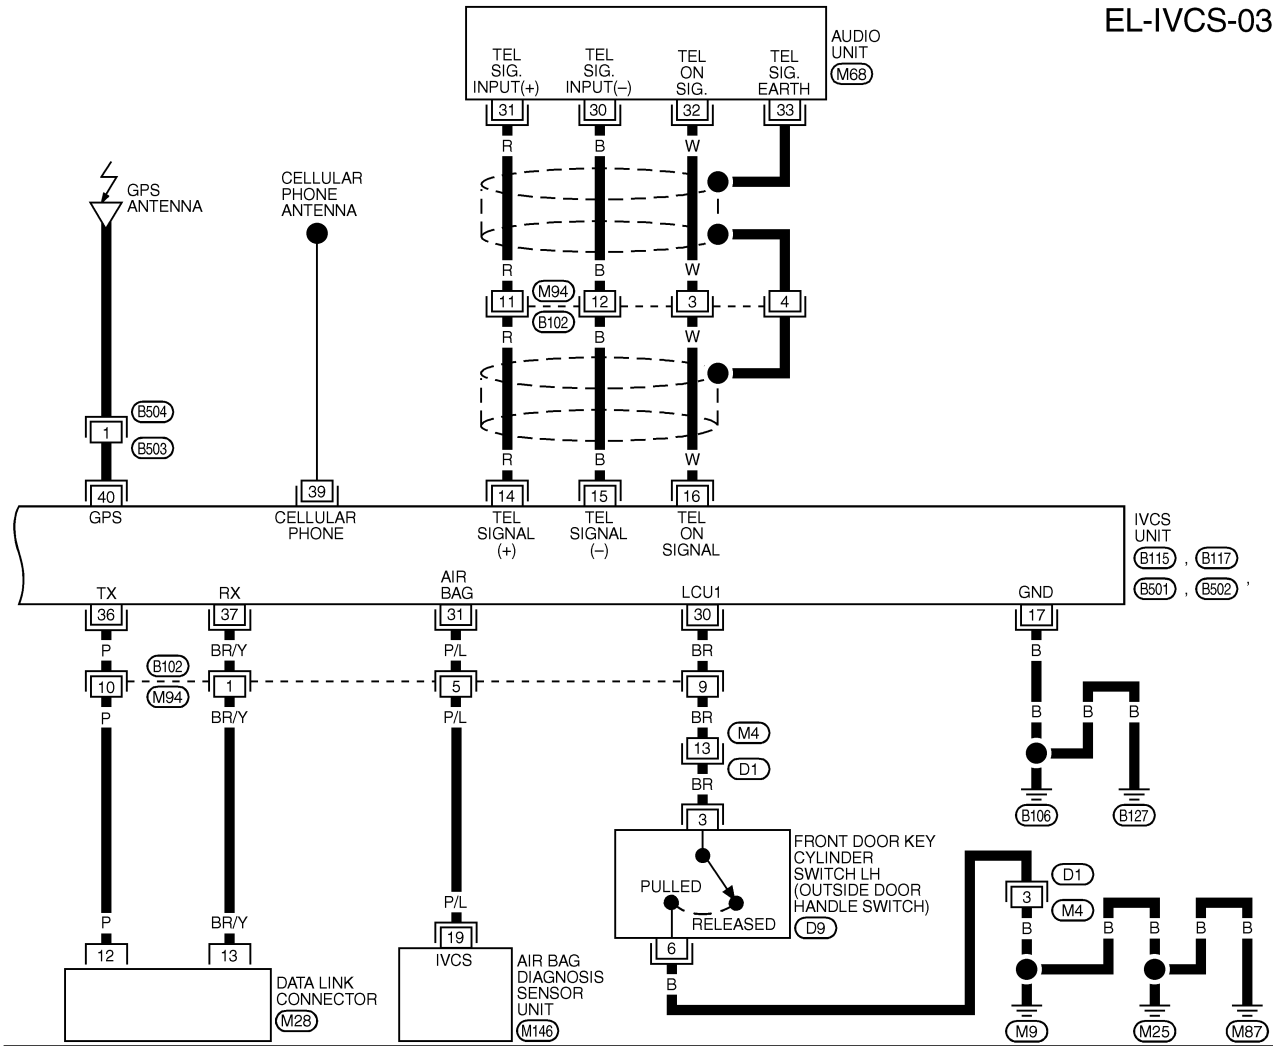 EL-IVCS-03
AUDIO
UNIT
M68
TEL
SIG.
INPUT(+)
TEL
SIG.
INPUT(–)
TEL
ON
SIG.
TEL
SIG.
EARTH
31
30
32
33
R
B
W
GPS
ANTENNA
CELLULAR
PHONE
ANTENNA
R
B
W
11
M94
B102
12
3
4
R
B
W
B504
1
B503
R
B
W
40
39
14
15
16
GPS
CELLULAR
PHONE
TEL
SIGNAL
(+)
TEL
SIGNAL
(–)
TEL
ON
SIGNAL
IVCS
UNIT
B115 , B117
B501 , B502 ,
TX
RX
AIR
BAG
LCU1
GND
36
37
31
30
17
P
BR/Y
P/L
BR
B
10
B102
M94
1
5
9
P
BR/Y
P/L
BR
B
B
B
13
M4
D1
BR
3
B106
B127
FRONT DOOR KEY
CYLINDER
SWITCH LH
(OUTSIDE DOOR
HANDLE SWITCH)
D9
PULLED
RELEASED
6
B
D1
3
M4
B
B
B
B
B
M9
M25
M87
P
BR/Y
P/L
12
13
19
IVCS
DATA LINK
CONNECTOR
M28
AIR BAG
DIAGNOSIS
SENSOR
UNIT
M146